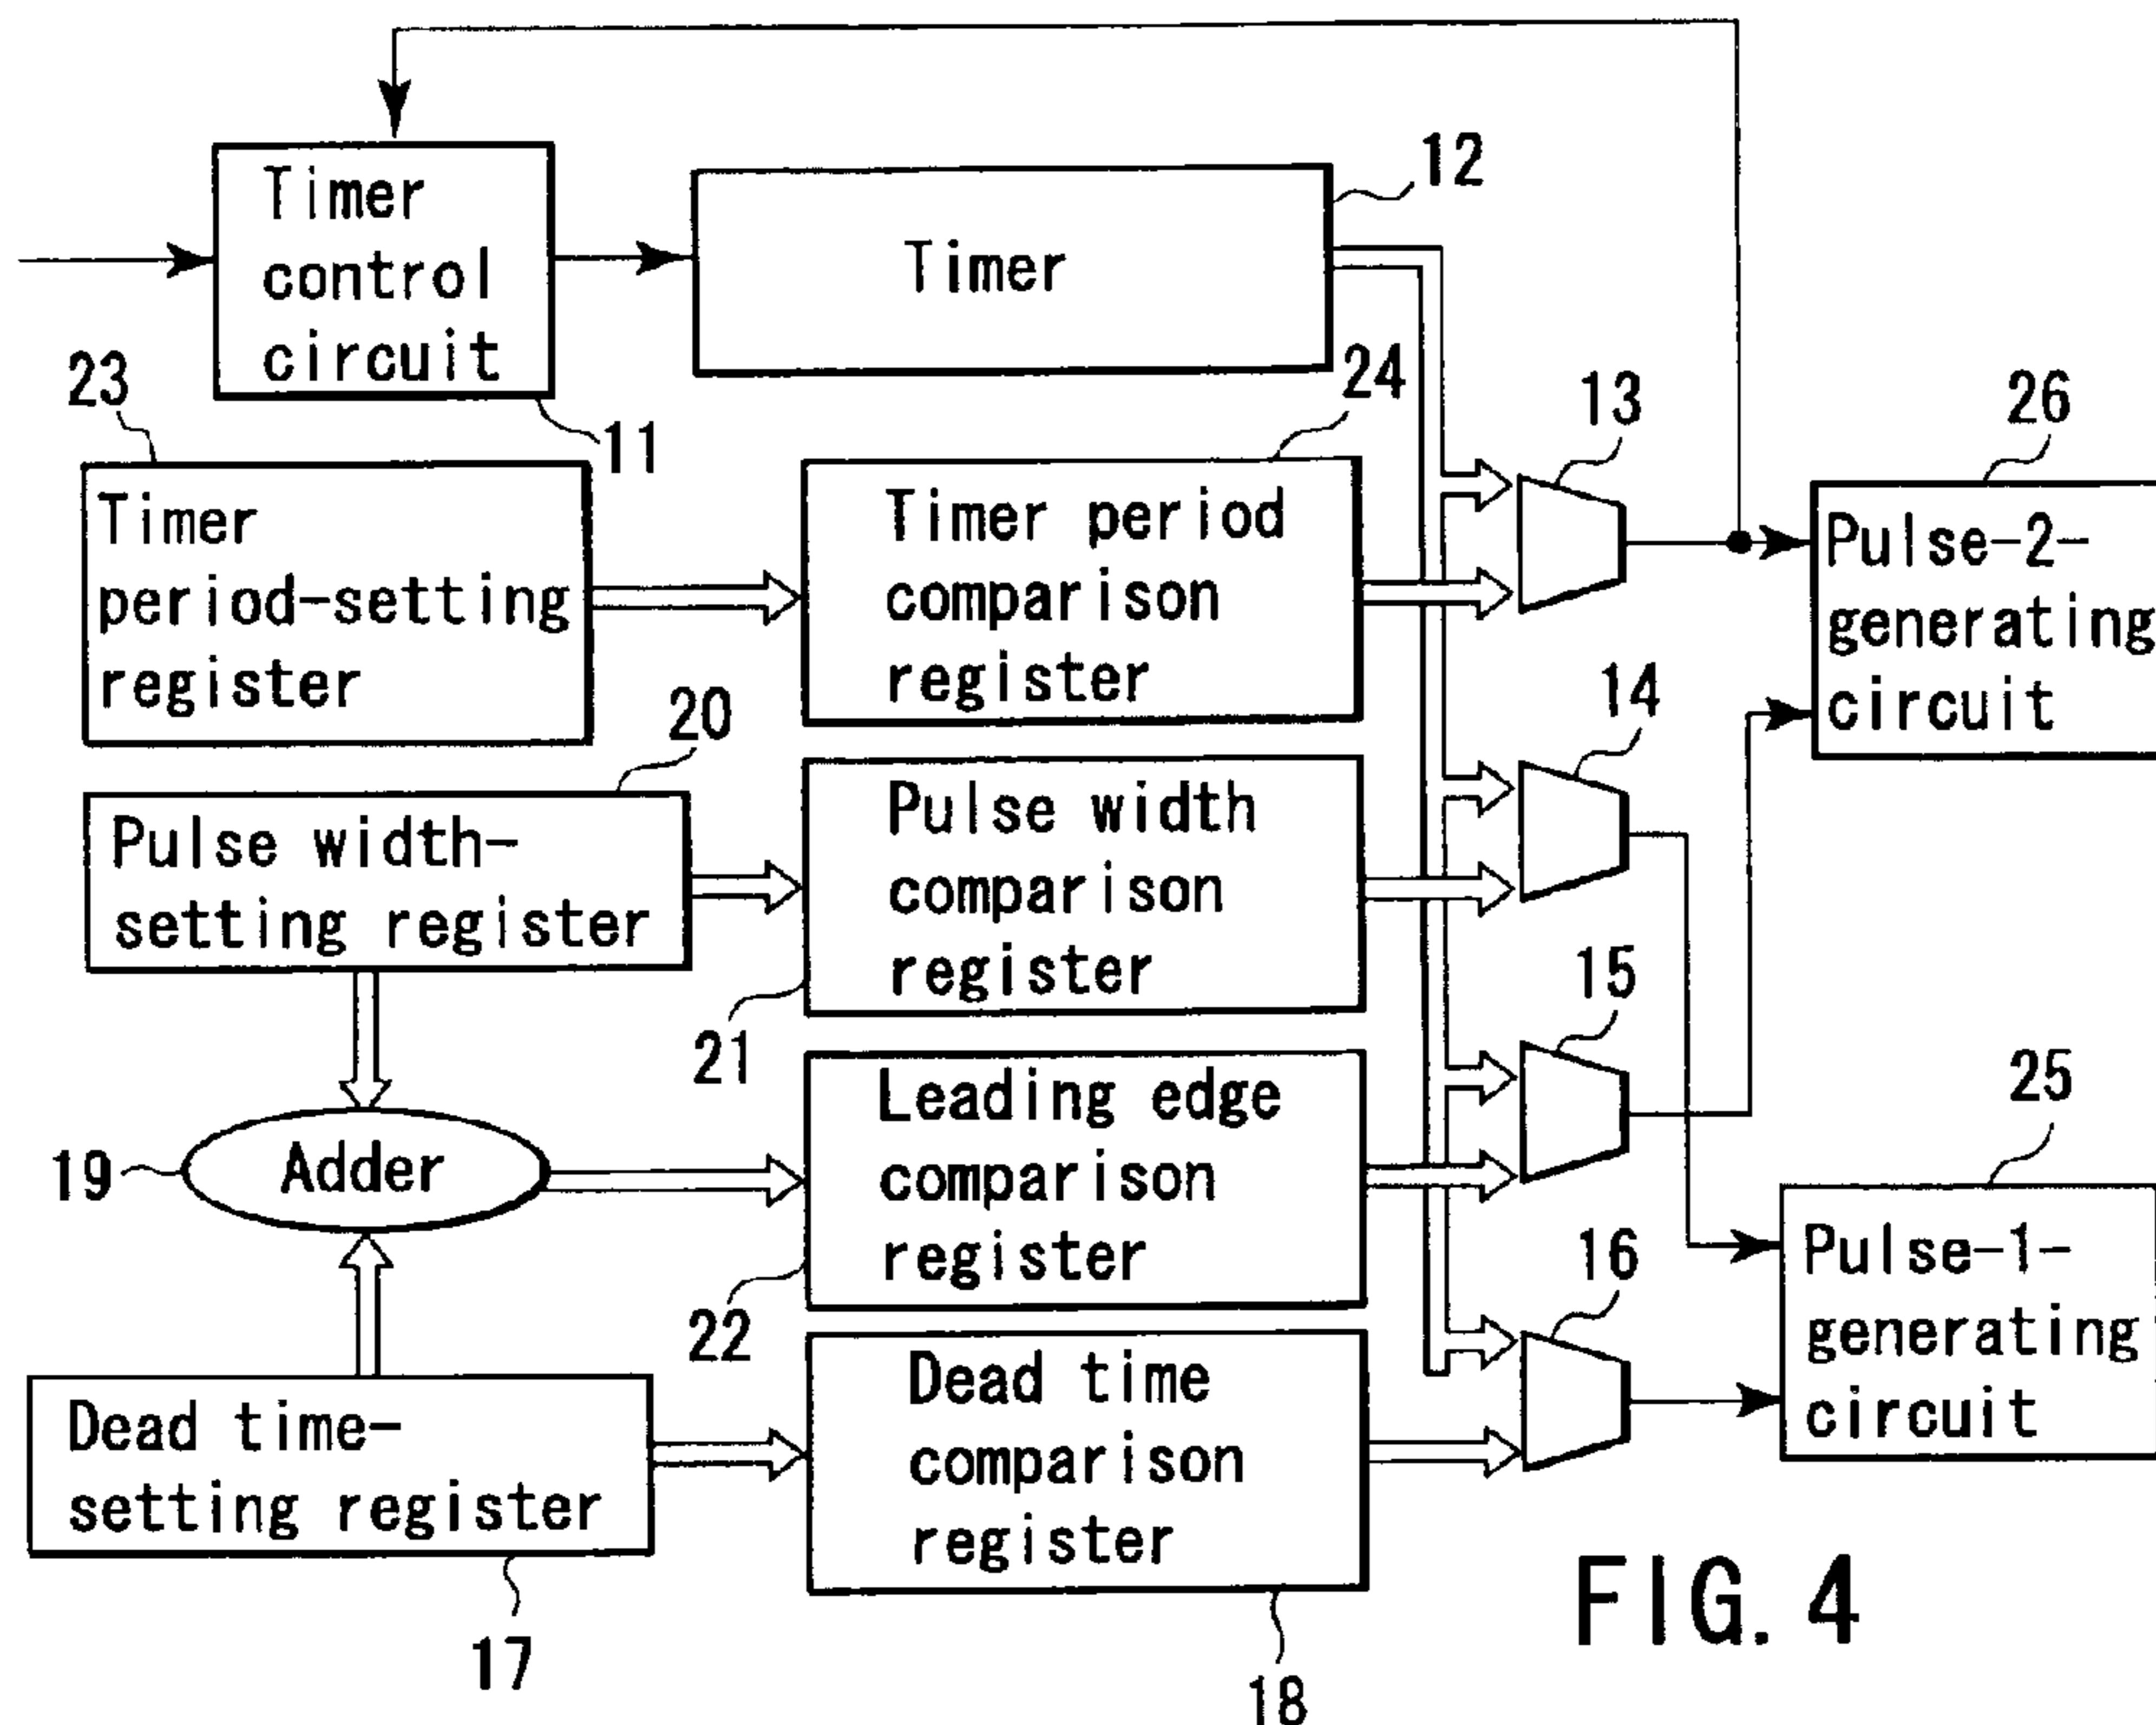 12
Timer
control
circuit
Timer
23
11
24
13
26
Timer
period-setting
register
Timer period
comparison
register
Pulse-2-
generating
circuit
20
14
Pulse width-
setting register
Pulse width
comparison
register
15
21
25
19
Adder
Leading edge
comparison
register
16
22
Pulse-1-
generating
circuit
Dead time-
setting register
Dead time
comparison
register
17
18
FIG. 4